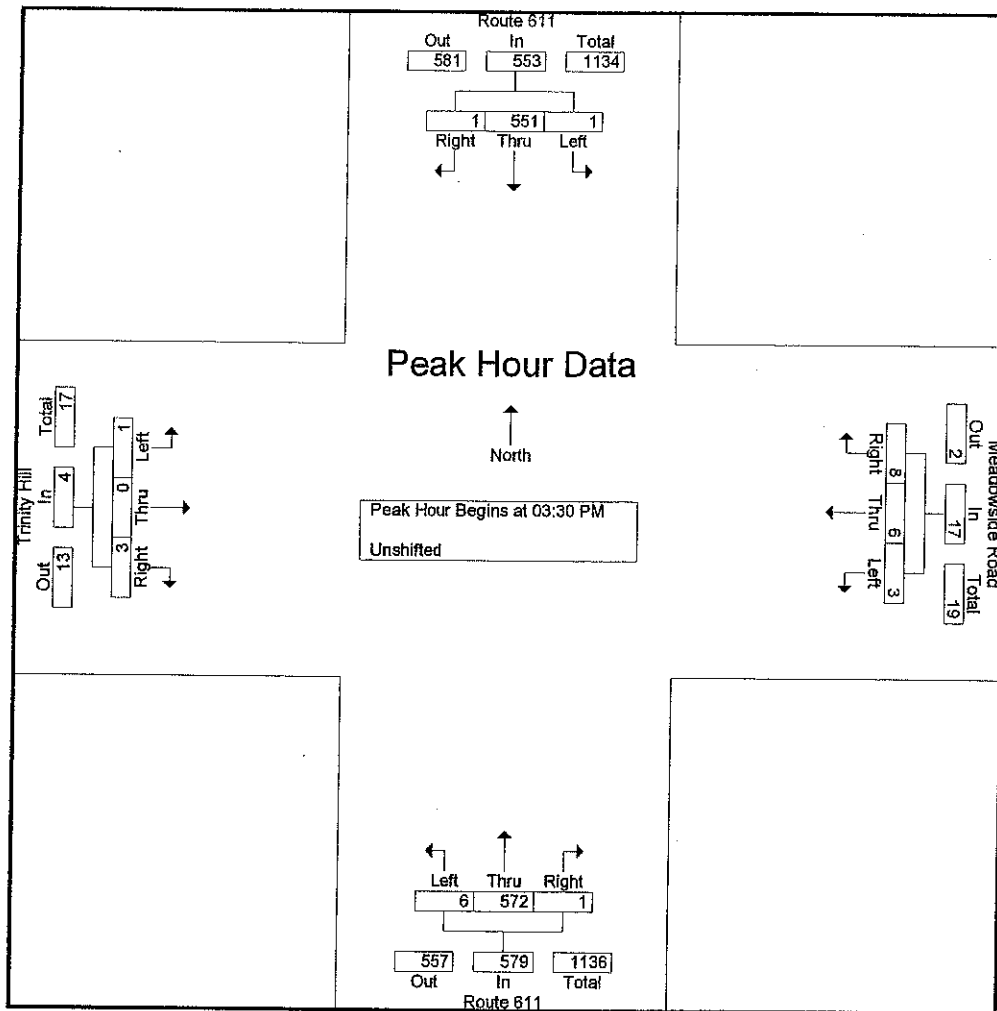 Route 611
Out In Total
581 553 1134
1 551 1
Right Thru Left
Peak Hour Data
North
Peak Hour Begins at 03:30 PM
Unshifted
Trinity Hill
Out In Total
13 4 17
1 0 3
Left Thru Right
Right Thru Left
8 6 3
Out In Total
2 17 19
Meadowside Road
Left Thru Right
6 572 1
557 579 1136
Out In Total
Route 611